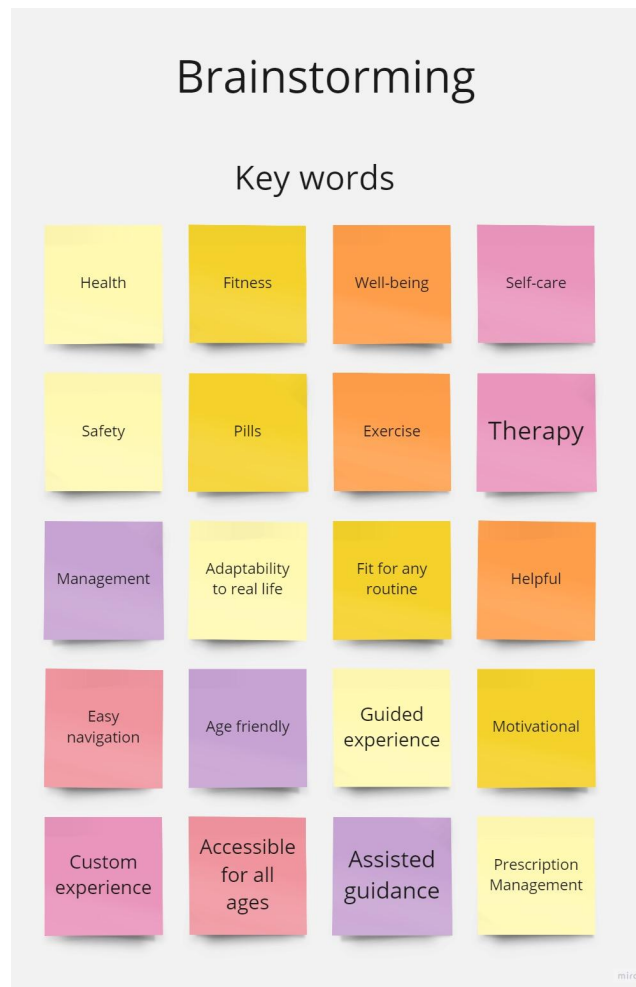 Brainstorming
Key words
Health
Fitness
Well-being
Self-care
Safety
Pills
Exercise
Therapy
Management
Adaptability
to real life
Fit for any
routine
Helpful
Easy
navigation
Age friendly
Guided
experience
Motivational
Custom
experience
Accessible
for all
ages
Assisted
guidance
Prescription
Management